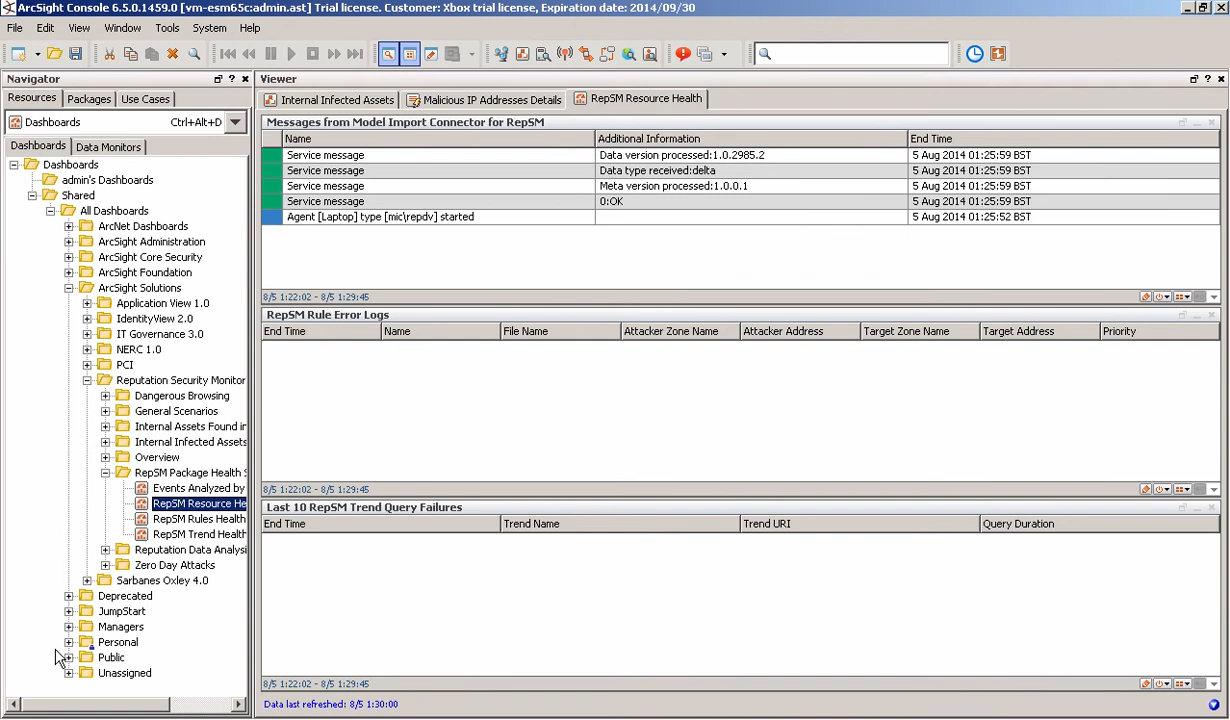 ArcSight Console 6.5.0.1459.0 [vm-esm65c:admin.ast] Trial license. Customer: Xbox trial license, Expiration date: 2014/09/30
File Edit View Window Tools System Help
Navigator
Viewer
Resources Packages Use Cases
Internal Infected Assets Malicious IP Addresses Details RepSM Resource Health
Dashboards Ctrl+Alt+D
Dashboards Data Monitors
Dashboards
admin's Dashboards
Shared
All Dashboards
ArcNet Dashboards
ArcSight Administration
ArcSight Core Security
ArcSight Foundation
ArcSight Solutions
Application View 1.0
IdentityView 2.0
IT Governance 3.0
NERC 1.0
PCI
Reputation Security Monitor
Dangerous Browsing
General Scenarios
Internal Assets Found i
Internal Infected Assets
Overview
RepSM Package Health S
Events Analyzed by
RepSM Resource He
RepSM Rules Health
RepSM Trend Health
Reputation Data Analysi
Zero Day Attacks
Sarbanes Oxley 4.0
Deprecated
JumpStart
Managers
Personal
Public
Unassigned
Messages from Model Import Connector for RepSM
Name Additional Information End Time
Service message Data version processed:1.0.2985.2 5 Aug 2014 01:25:59 BST
Service message Data type received:delta 5 Aug 2014 01:25:59 BST
Service message Meta version processed:1.0.0.1 5 Aug 2014 01:25:59 BST
Service message 0:OK 5 Aug 2014 01:25:59 BST
Agent [Laptop] type [mic\repdv] started 5 Aug 2014 01:25:52 BST
8/5 1:22:02 - 8/5 1:29:45
RepSM Rule Error Logs
End Time Name File Name Attacker Zone Name Attacker Address Target Zone Name Target Address Priority
8/5 1:22:02 - 8/5 1:29:45
Last 10 RepSM Trend Query Failures
End Time Trend Name Trend URI Query Duration
8/5 1:22:02 - 8/5 1:29:45
Data last refreshed: 8/5 1:30:00